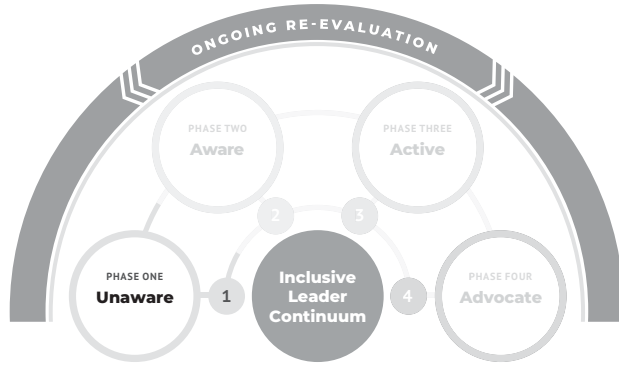 ONGOING RE-EVALUATION
PHASE TWO
Aware
PHASE THREE
Active
2
3
PHASE ONE
Unaware
1
Inclusive
Leader
Continuum
4
PHASE FOUR
Advocate